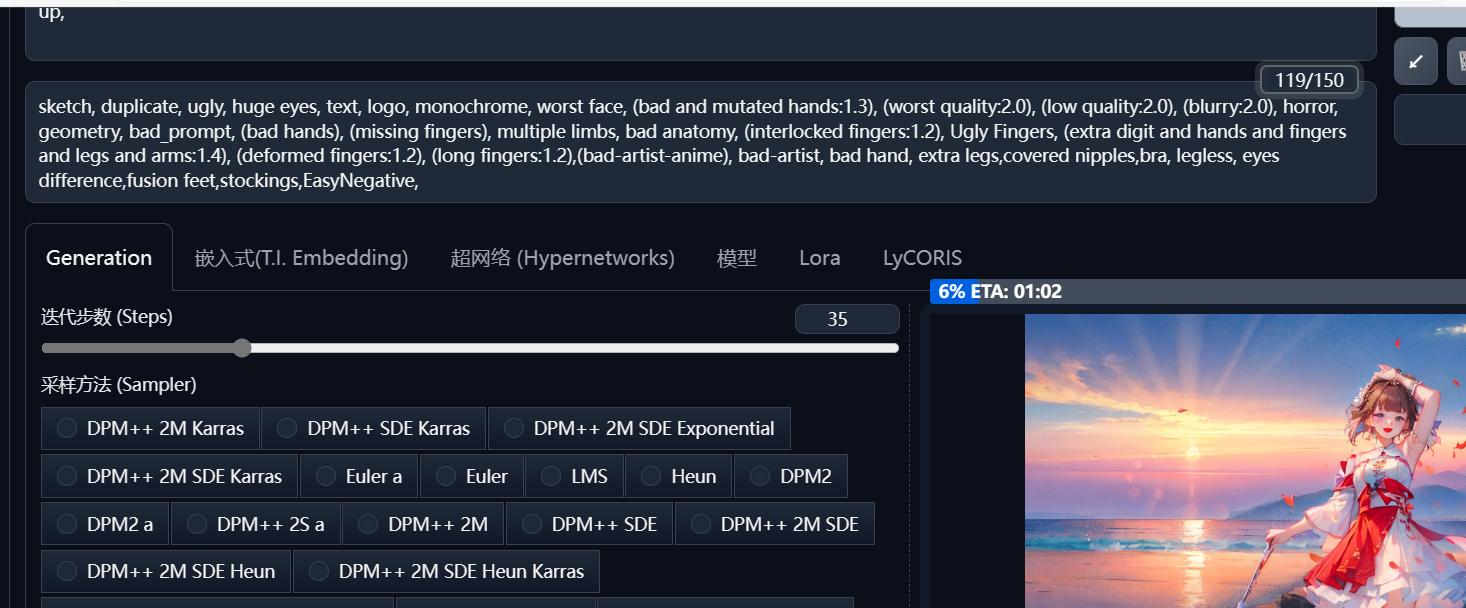 up,
119/150
sketch, duplicate, ugly, huge eyes, text, logo, monochrome, worst face, (bad and mutated hands:1.3), (worst quality:2.0), (low quality:2.0), (blurry:2.0), horror,
geometry, bad_prompt, (bad hands), (missing fingers), multiple limbs, bad anatomy, (interlocked fingers:1.2), Ugly Fingers, (extra digit and hands and fingers
and legs and arms:1.4), (deformed fingers:1.2), (long fingers:1.2),(bad-artist-anime), bad-artist, bad hand, extra legs,covered nipples,bra, legless, eyes
difference,fusion feet,stockings,EasyNegative,
Generation 嵌入式(T.I. Embedding) 超网络 (Hypernetworks) 模型 Lora LyCORIS
6% ETA: 01:02
迭代步数 (Steps) 35
采样方法 (Sampler)
DPM++ 2M Karras DPM++ SDE Karras DPM++ 2M SDE Exponential
DPM++ 2M SDE Karras Euler a Euler LMS Heun DPM2
DPM2 a DPM++ 2S a DPM++ 2M DPM++ SDE DPM++ 2M SDE
DPM++ 2M SDE Heun DPM++ 2M SDE Heun Karras